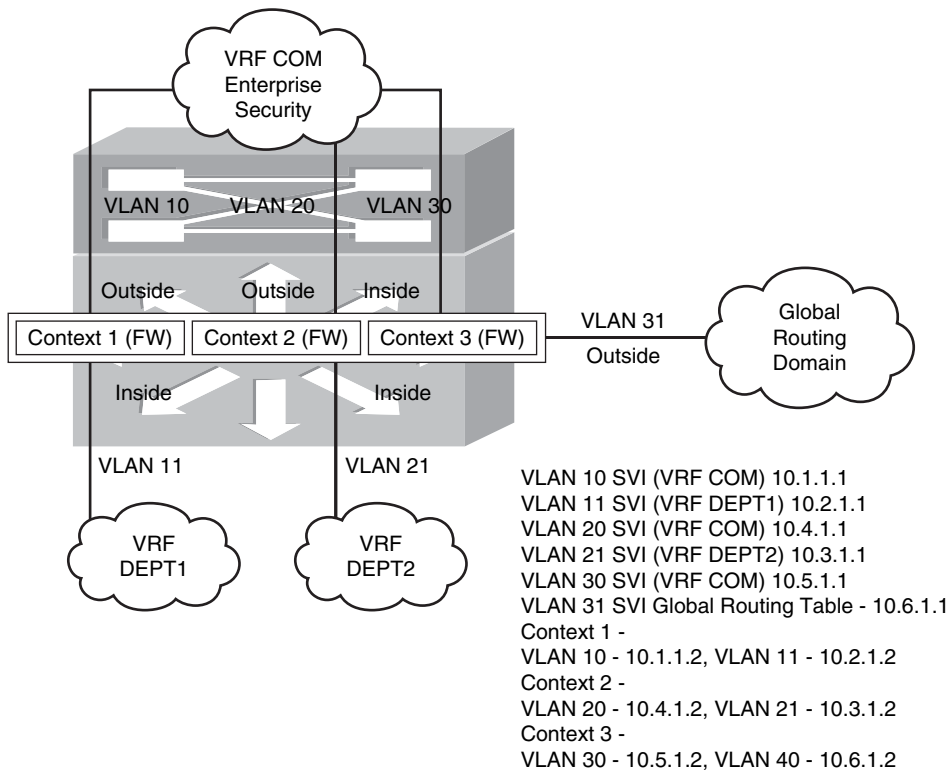 VRF COM
Enterprise
Security
VLAN 10
VLAN 20
VLAN 30
Outside
Outside
Inside
Context 1 (FW)
Context 2 (FW)
Context 3 (FW)
VLAN 31
Outside
Global
Routing
Domain
Inside
Inside
VLAN 11
VLAN 21
VRF
DEPT1
VRF
DEPT2
VLAN 10 SVI (VRF COM) 10.1.1.1
VLAN 11 SVI (VRF DEPT1) 10.2.1.1
VLAN 20 SVI (VRF COM) 10.4.1.1
VLAN 21 SVI (VRF DEPT2) 10.3.1.1
VLAN 30 SVI (VRF COM) 10.5.1.1
VLAN 31 SVI Global Routing Table - 10.6.1.1
Context 1 -
VLAN 10 - 10.1.1.2, VLAN 11 - 10.2.1.2
Context 2 -
VLAN 20 - 10.4.1.2, VLAN 21 - 10.3.1.2
Context 3 -
VLAN 30 - 10.5.1.2, VLAN 40 - 10.6.1.2